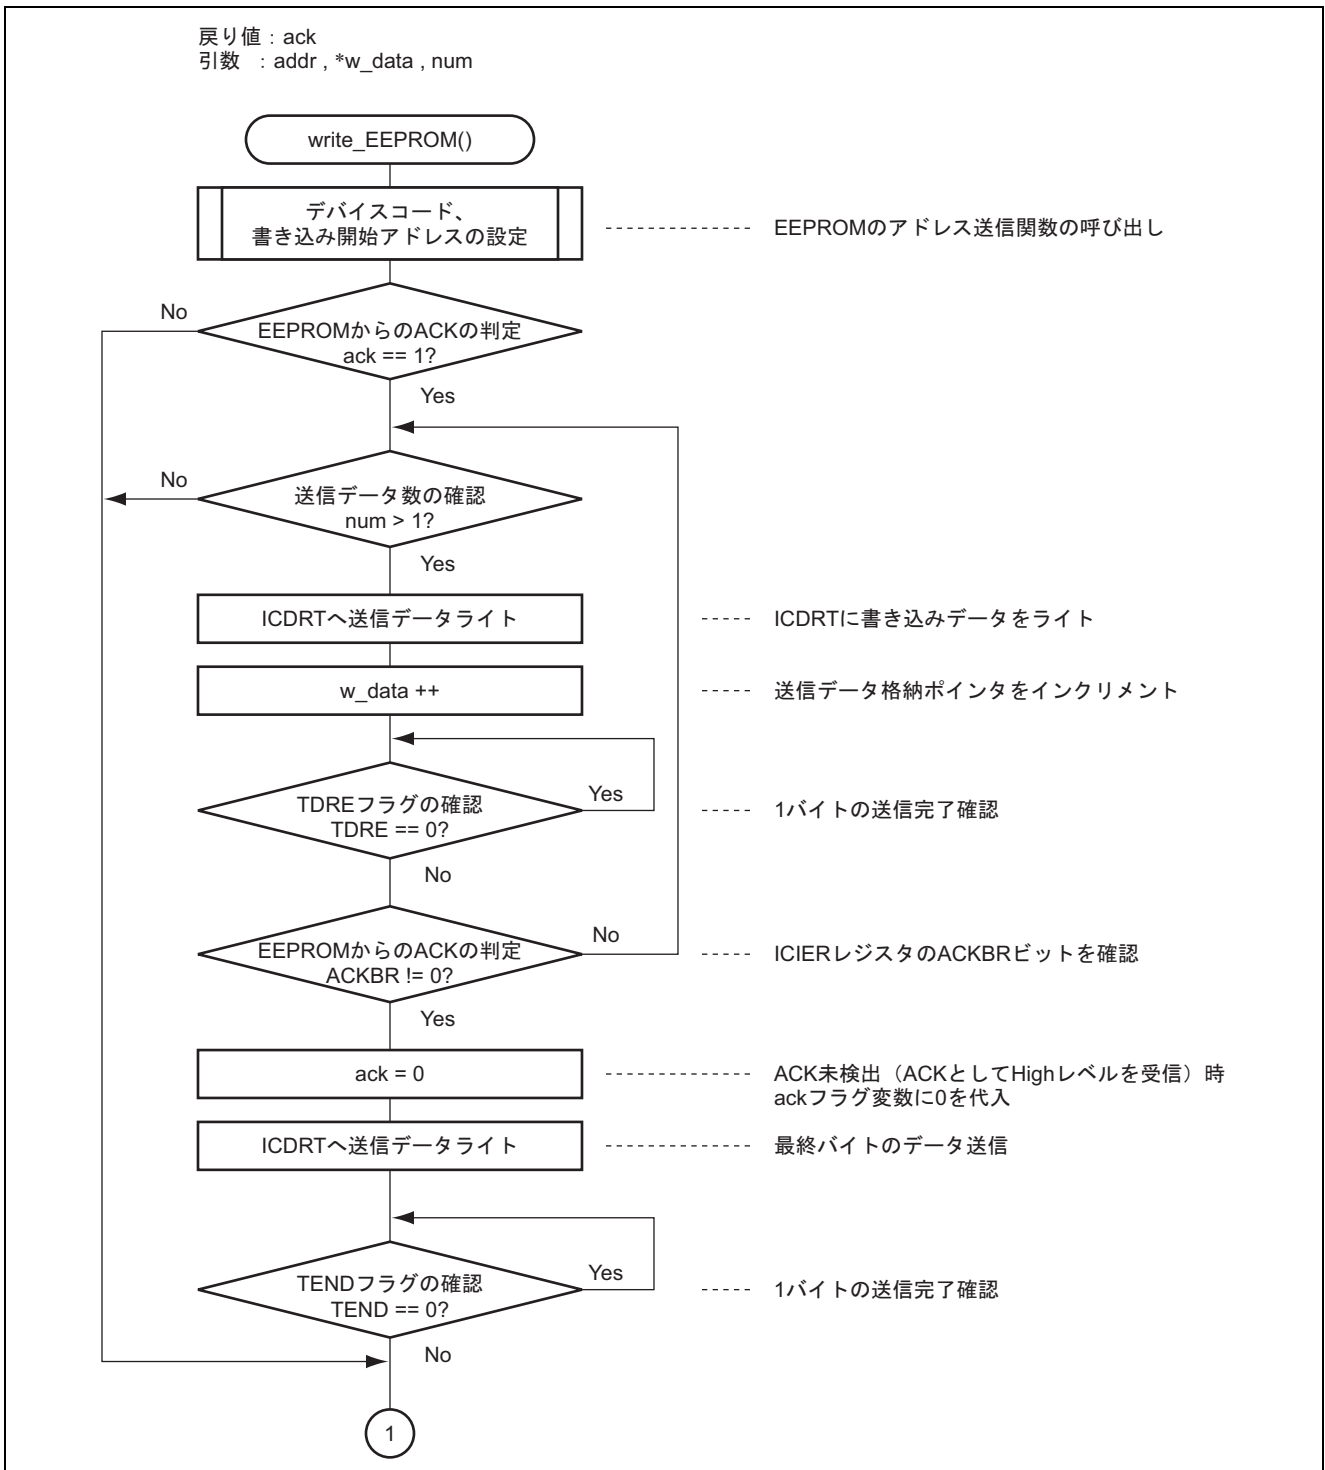 戻り値：ack
引数 ：addr , *w_data , num
write_EEPROM()
デバイスコード、
書き込み開始アドレスの設定
EEPROMのアドレス送信関数の呼び出し
No
EEPROMからのACKの判定
ack == 1?
Yes
No
送信データ数の確認
num > 1?
Yes
ICDRTへ送信データライト
ICDRTに書き込みデータをライト
w_data ++
送信データ格納ポインタをインクリメント
TDREフラグの確認
TDRE == 0?
Yes
1バイトの送信完了確認
No
EEPROMからのACKの判定
ACKBR != 0?
No
ICIERレジスタのACKBRビットを確認
Yes
ack = 0
ACK未検出（ACKとしてHighレベルを受信）時
ackフラグ変数に0を代入
ICDRTへ送信データライト
最終バイトのデータ送信
TENDフラグの確認
TEND == 0?
Yes
1バイトの送信完了確認
No
1